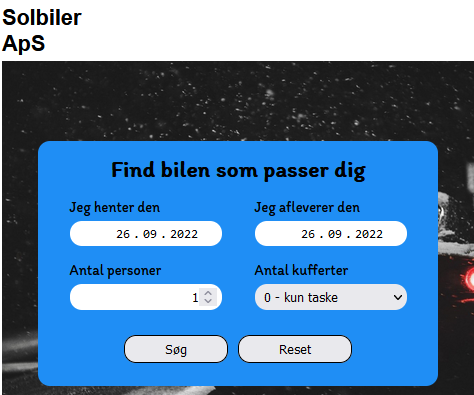 Solbiler
ApS
Find bilen som passer dig
Jeg henter den Jeg afleverer den
26.09.2022 26.09.2022
Antal personer Antal kufferter
1 0 - kun taske
Søg Reset